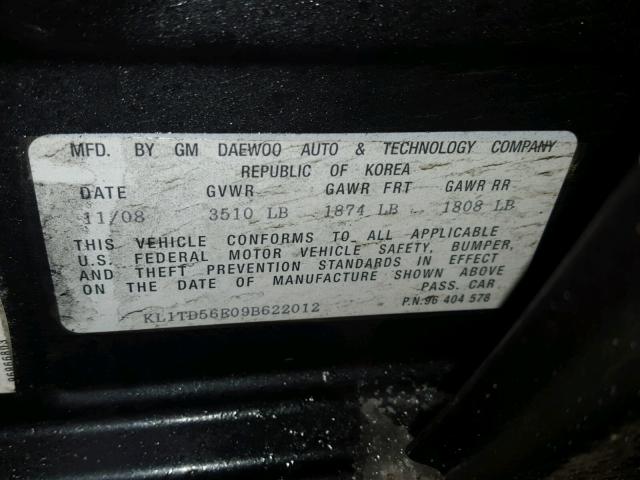 MFD. BY GM DAEWOO AUTO & TECHNOLOGY COMPANY
REPUBLIC OF KOREA
DATE GVWR GAWR FRT GAWR RR
11/08 3510 LB 1874 LB 1808 LB
THIS VEHICLE CONFORMS TO ALL APPLICABLE
U.S. FEDERAL MOTOR VEHICLE SAFETY, BUMPER,
AND THEFT PREVENTION STANDARDS IN EFFECT
ON THE DATE OF MANUFACTURE SHOWN ABOVE
PASS. CAR
KL1TD56E09B622012 P.N.96 404 578